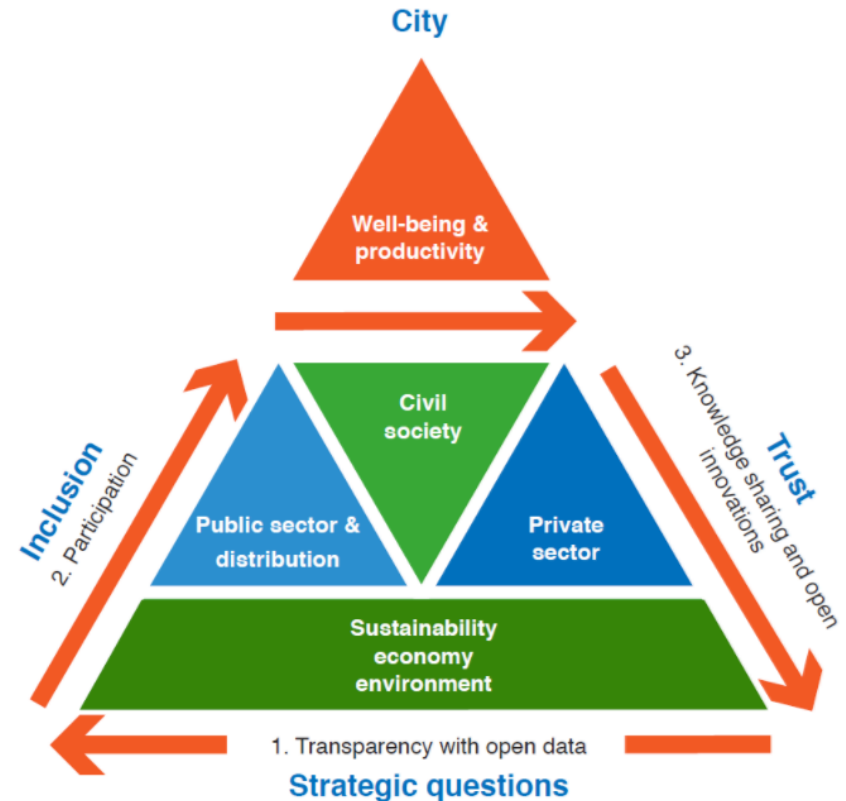 City
Well-being &
productivity
Civil
society
Inclusion
2. Participation
3. Knowledge sharing and open
innovations
Trust
Public sector &
distribution
Private
sector
Sustainability
economy
environment
1. Transparency with open data
Strategic questions